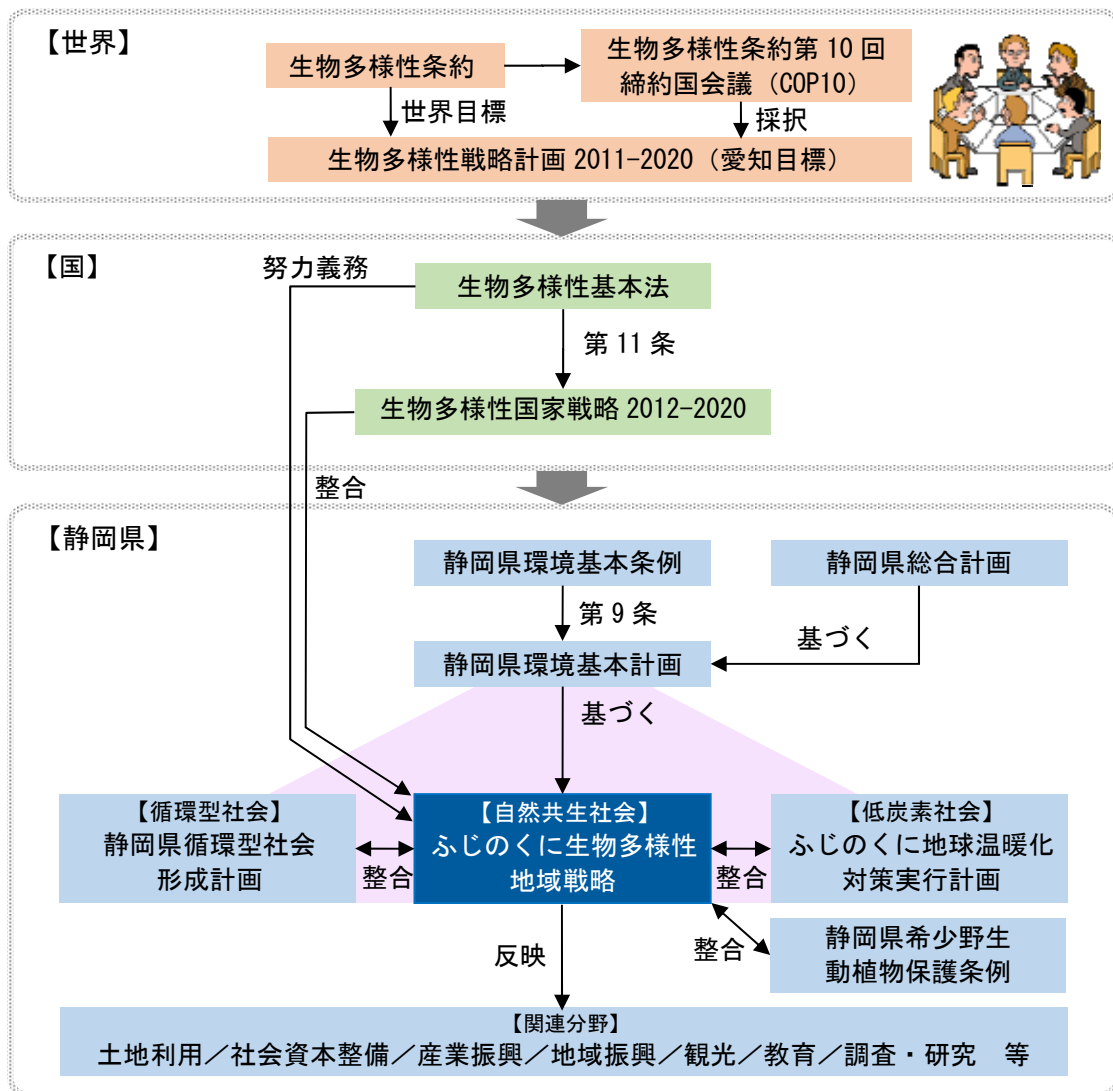 【世界】
生物多様性条約
生物多様性条約第 10 回
締約国会議（COP10）
世界目標
採択
生物多様性戦略計画 2011-2020（愛知目標）
【国】
努力義務
生物多様性基本法
第 11 条
生物多様性国家戦略 2012-2020
整合
【静岡県】
静岡県環境基本条例
静岡県総合計画
第 9 条
基づく
静岡県環境基本計画
基づく
【循環型社会】
静岡県循環型社会
形成計画
整合
【自然共生社会】
ふじのくに生物多様性
地域戦略
整合
【低炭素社会】
ふじのくに地球温暖化
対策実行計画
反映
整合
静岡県希少野生
動植物保護条例
【関連分野】
土地利用／社会資本整備／産業振興／地域振興／観光／教育／調査・研究　等